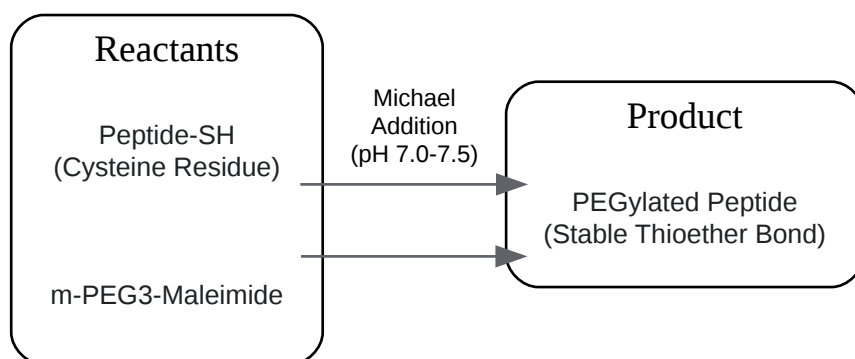 Reactants
Peptide-SH
(Cysteine Residue)
m-PEG3-Maleimide
Michael
Addition
(pH 7.0-7.5)
Product
PEGylated Peptide
(Stable Thioether Bond)